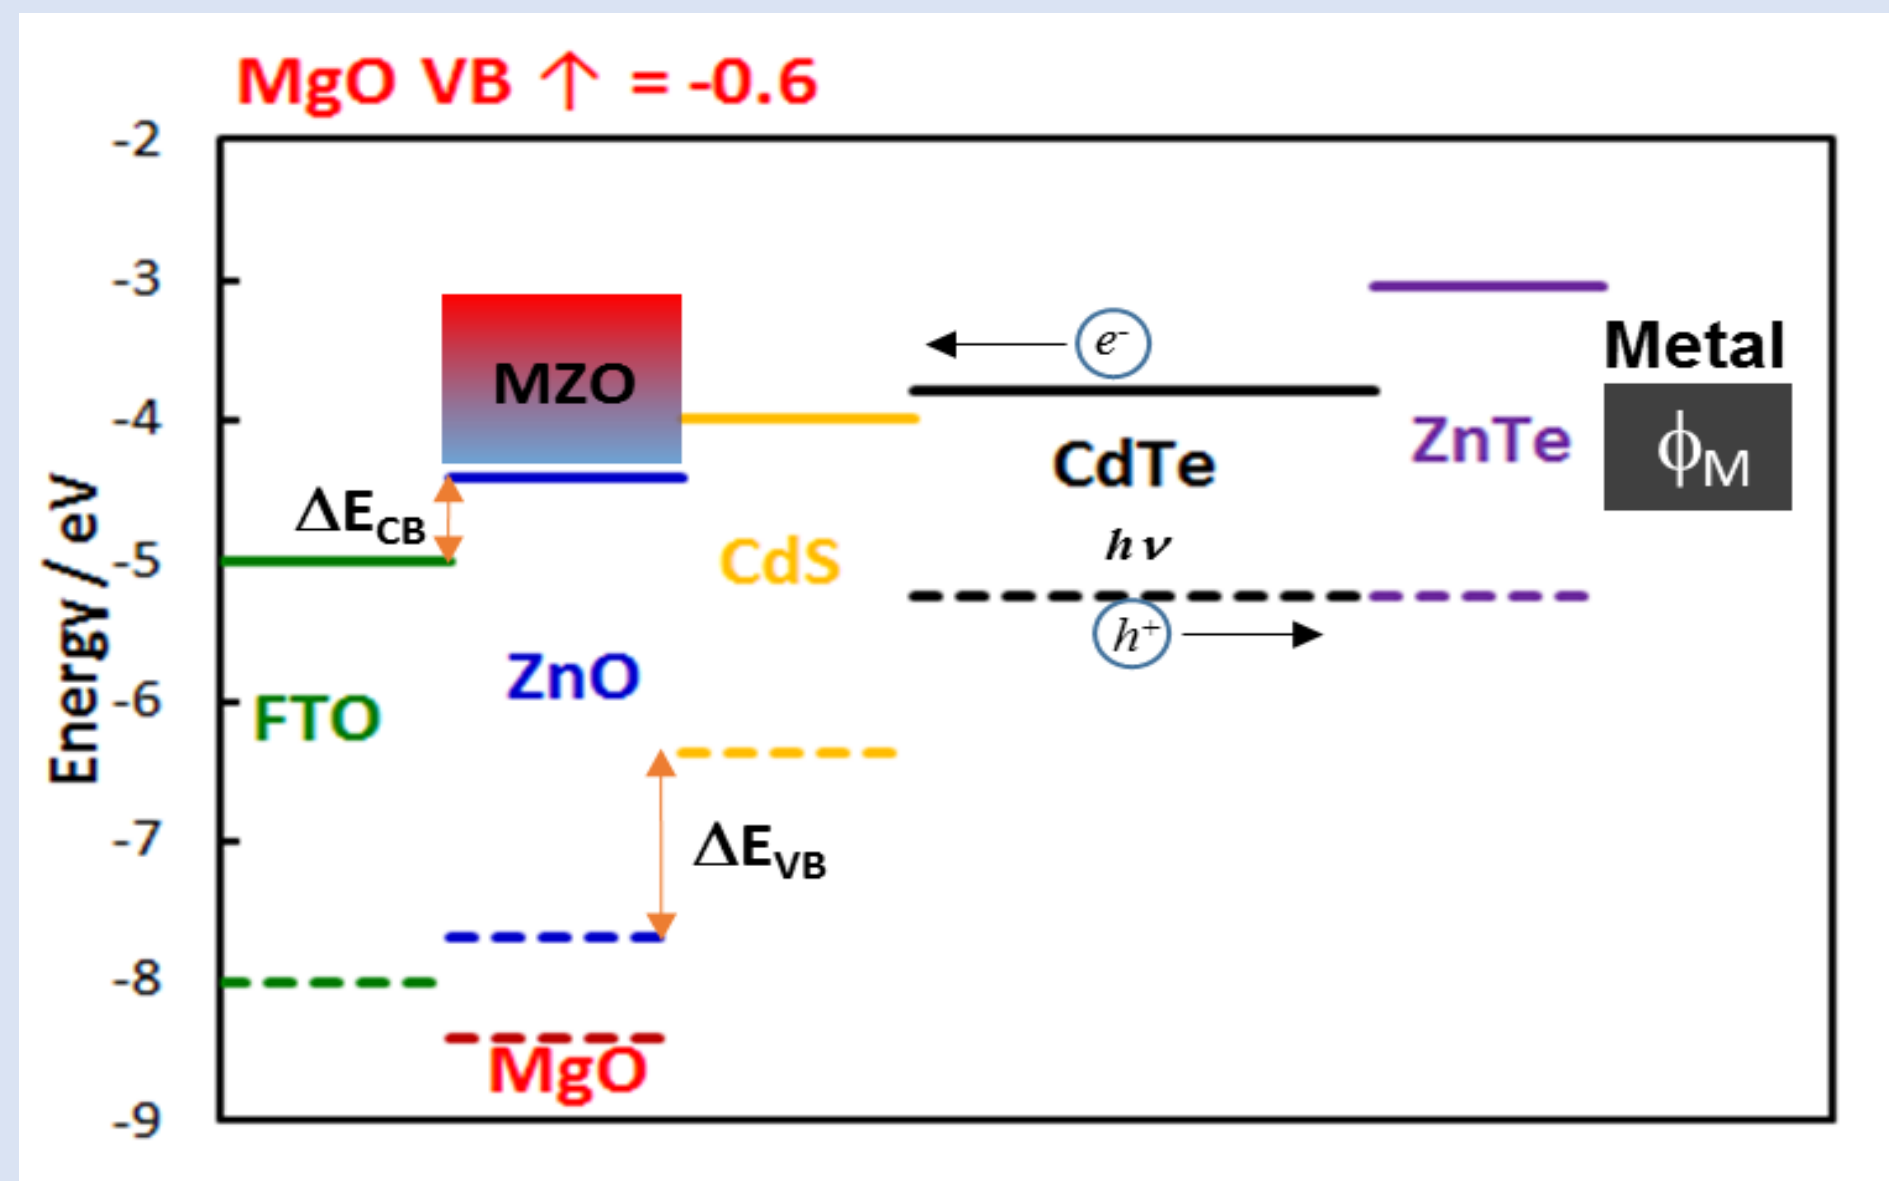 MgO VB ↑ = -0.6
-2
-3
-4
-5
-6
-7
-8
-9
Energy / eV
MZO
e⁻
Metal
CdTe
ZnTe
ϕM
ΔECB
CdS
hν
h⁺
ZnO
FTO
ΔEVB
MgO